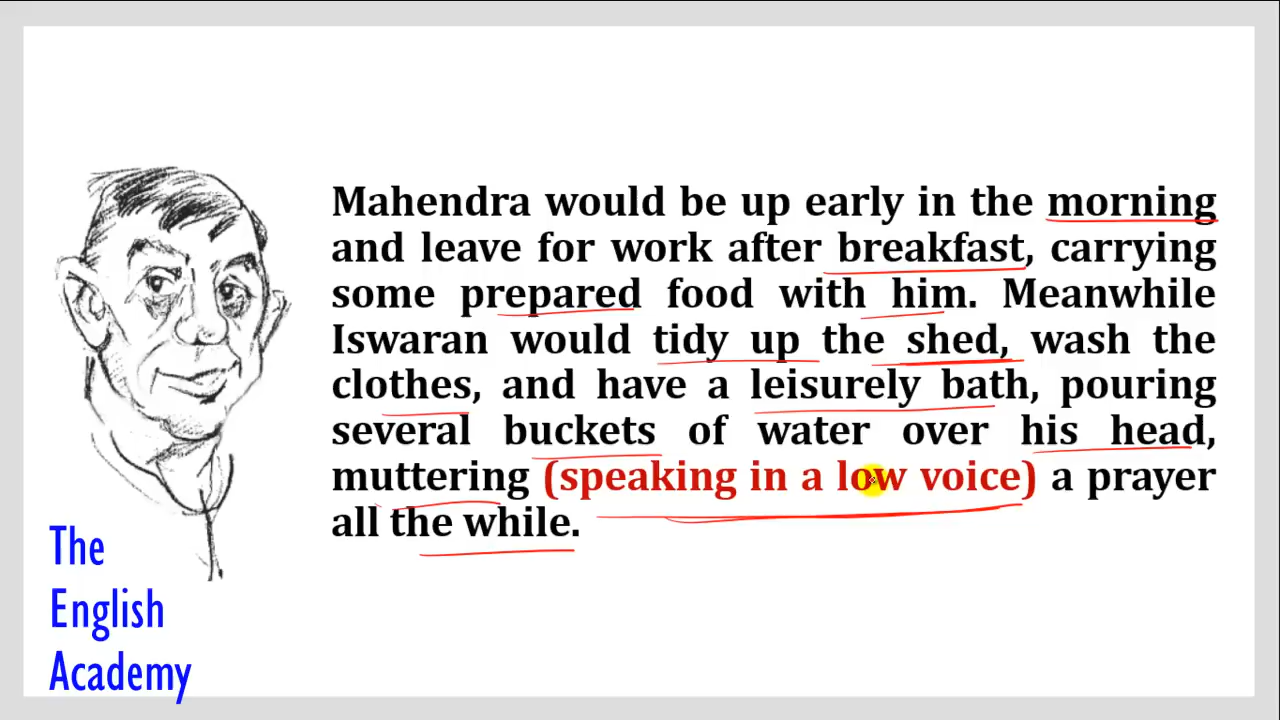 Mahendra would be up early in the morning
and leave for work after breakfast, carrying
some prepared food with him. Meanwhile
Iswaran would tidy up the shed, wash the
clothes, and have a leisurely bath, pouring
several buckets of water over his head,
muttering (speaking in a low voice) a prayer
all the while.
The
English
Academy